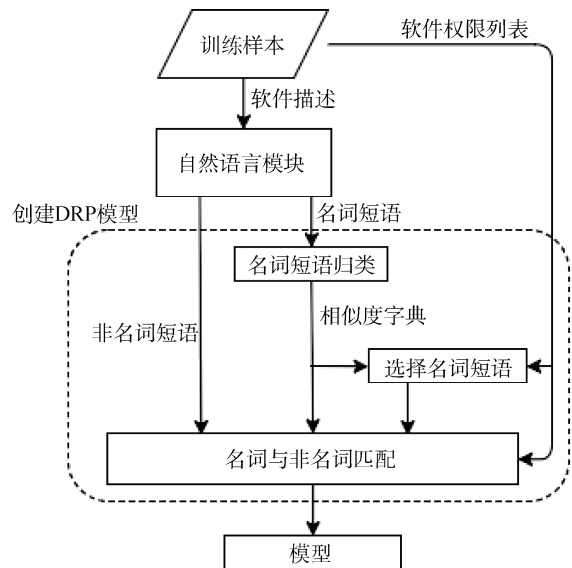 训练样本
软件权限列表
软件描述
自然语言模块
创建DRP模型
名词短语
名词短语归类
相似度字典
非名词短语
选择名词短语
名词与非名词匹配
模型